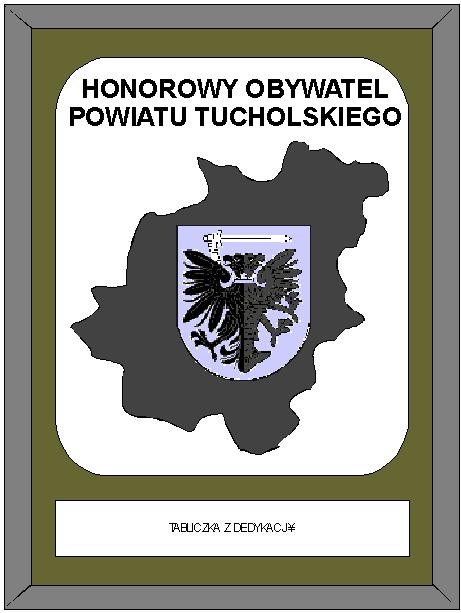 HONOROWY OBYWATEL
POWIATU TUCHOLSKIEGO
TABLICZKA Z DEDYKACJ¥